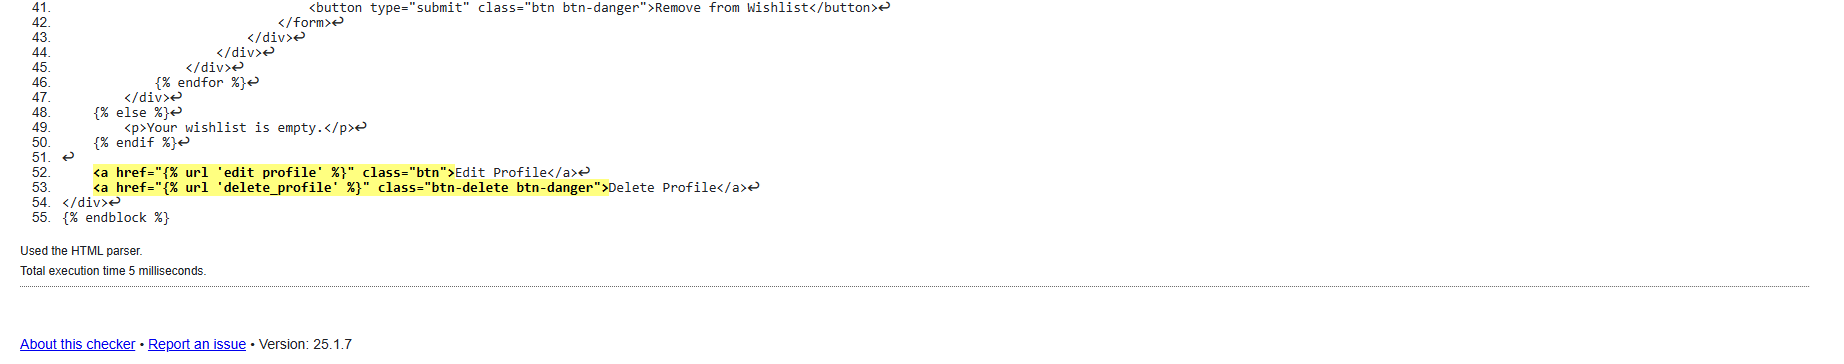 41. <button type="submit" class="btn btn-danger">Remove from Wishlist</button>↩
42. </form>↩
43. </div>↩
44. </div>↩
45. </div>↩
46. {% endfor %}↩
47. </div>↩
48. {% else %}↩
49. <p>Your wishlist is empty.</p>↩
50. {% endif %}↩
51. ↩
52. <a href="{% url 'edit_profile' %}" class="btn">Edit Profile</a>↩
53. <a href="{% url 'delete_profile' %}" class="btn-delete btn-danger">Delete Profile</a>↩
54. </div>↩
55. {% endblock %}
Used the HTML parser.
Total execution time 5 milliseconds.
About this checker • Report an issue • Version: 25.1.7